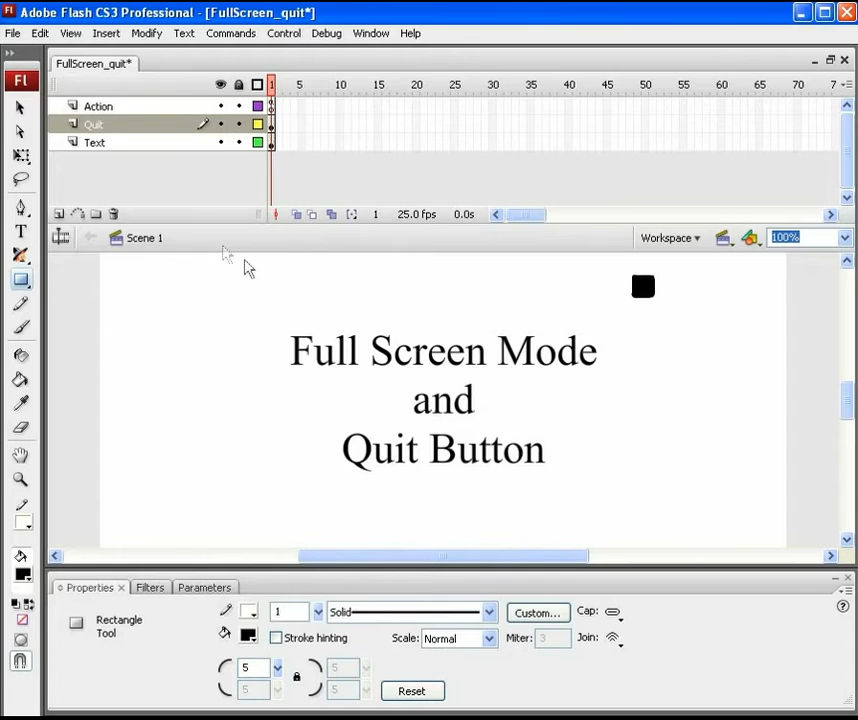 Adobe Flash CS3 Professional - [FullScreen_quit*]
File Edit View Insert Modify Text Commands Control Debug Window Help
FullScreen_quit*
1 5 10 15 20 25 30 35 40 45 50 55 60 65 70 7
Action
Quit
Text
1 25.0 fps 0.0s
Scene 1 Workspace 100%
Full Screen Mode
and
Quit Button
Properties Filters Parameters
Rectangle Tool
1 Solid Custom... Cap:
Stroke hinting Scale: Normal Miter: 3 Join:
5 5
5 5 Reset
Fl
T